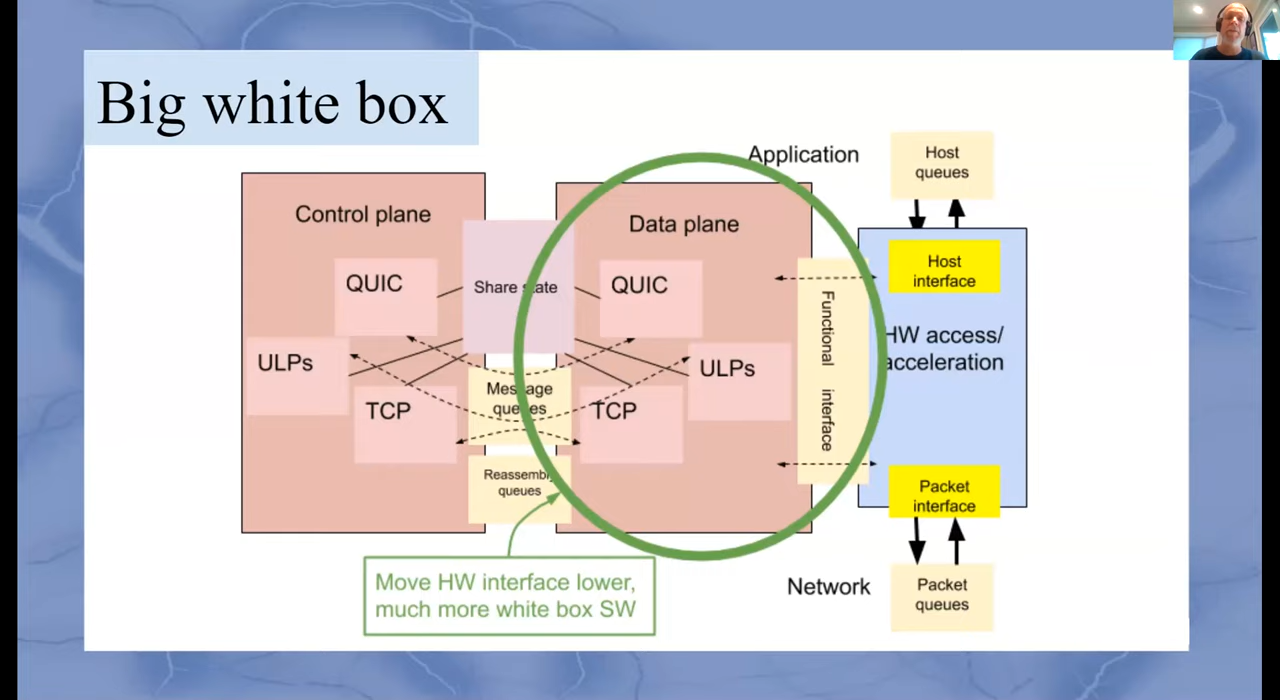 Big white box
Application
Host
queues
Control plane
Data plane
Host
interface
QUIC
Share state
QUIC
Functional interface
HW access/
acceleration
ULPs
ULPs
Message
queues
TCP
TCP
Reassembly
queues
Packet
interface
Move HW interface lower,
much more white box SW
Network
Packet
queues